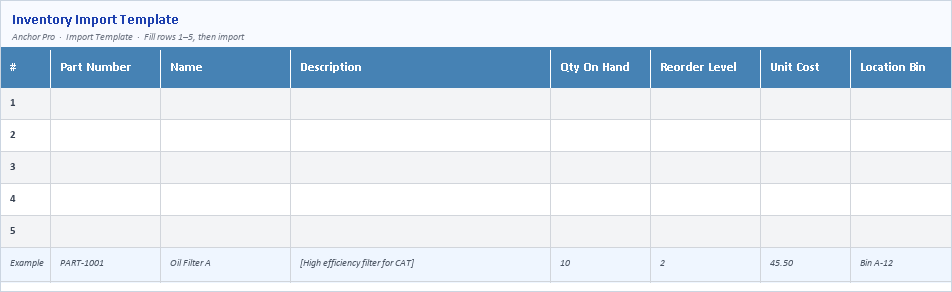 Inventory Import Template
Anchor Pro · Import Template · Fill rows 1–5, then import
# Part Number Name Description Qty On Hand Reorder Level Unit Cost Location Bin
1
2
3
4
5
Example PART-1001 Oil Filter A [High efficiency filter for CAT] 10 2 45.50 Bin A-12